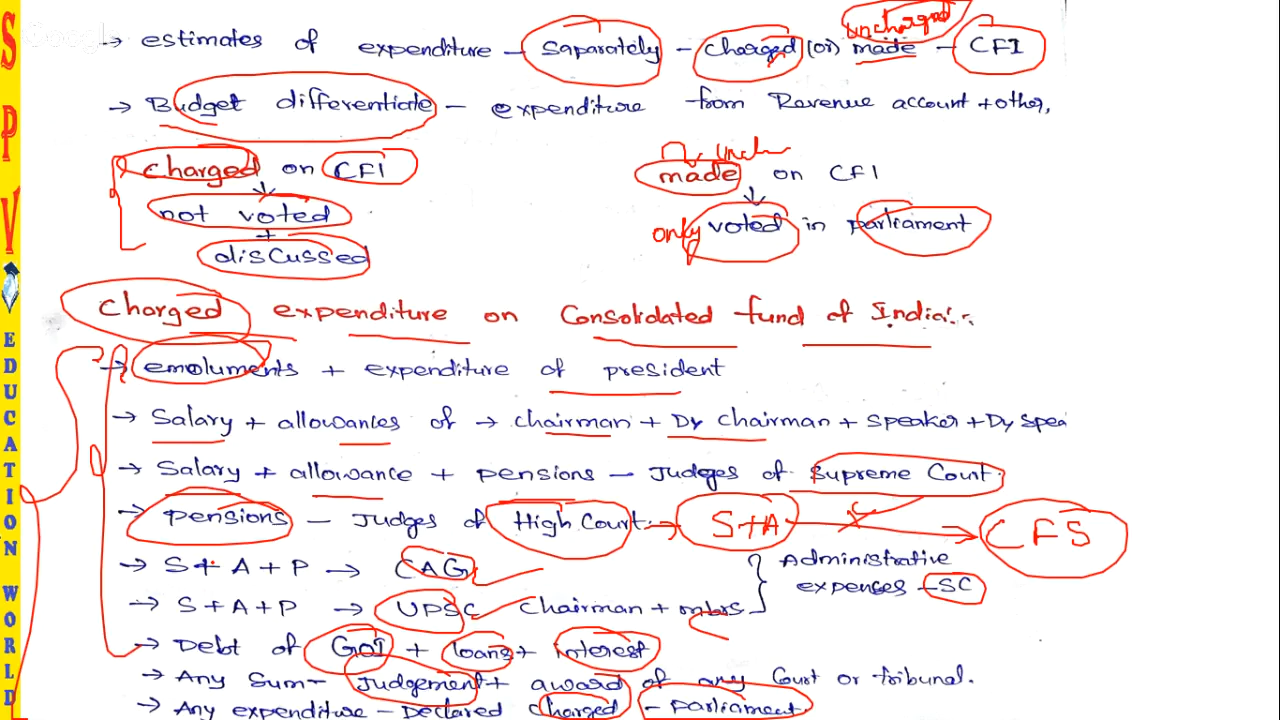 SPV EDUCATION WORLD
uncharged
→ estimates of expenditure – Saparately – Charged (or) made – CFI
→ Budget differentiate – expenditure from Revenue account + other,
Charged on CFI
not voted
+
discussed
made on CFI
only voted in parliament
Charged expenditure on Consolidated fund of India:
→ emoluments + expenditure of president
→ Salary + allowances of → chairman + Dy chairman + Speaker + Dy Spea
→ Salary + allowance + pensions – Judges of Supreme Court.
→ Pensions – Judges of High Court. → S+A → CFS
→ S + A + P → CAG
→ S + A + P → UPSC Chairman + mbrs
Administrative expenses – SC
→ Debt of GOI + loans + interest
→ Any Sum – Judgement + award of any Court or tribunal.
→ Any expenditure – Declared charged – parliament.